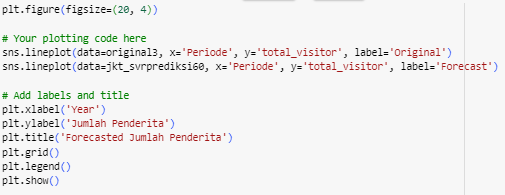 plt.figure(figsize=(20, 4))
# Your plotting code here
sns.lineplot(data=original3, x='Periode', y='total_visitor', label='Original')
sns.lineplot(data=jkt_svrprediksi60, x='Periode', y='total_visitor', label='Forecast')
# Add labels and title
plt.xlabel('Year')
plt.ylabel('Jumlah Penderita')
plt.title('Forecasted Jumlah Penderita')
plt.grid()
plt.legend()
plt.show()